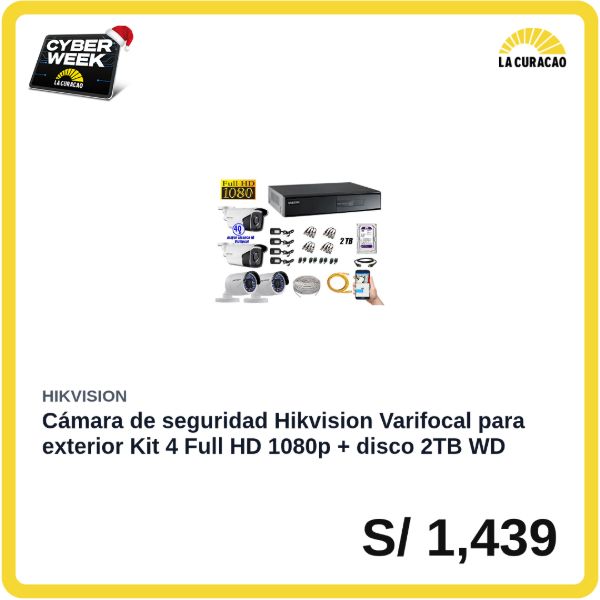 CYBER
WEEK
LA CURACAO
LA CURACAO
Full HD
1080
40
2 TB
HIKVISION
Cámara de seguridad Hikvision Varifocal para
exterior Kit 4 Full HD 1080p + disco 2TB WD
S/ 1,439